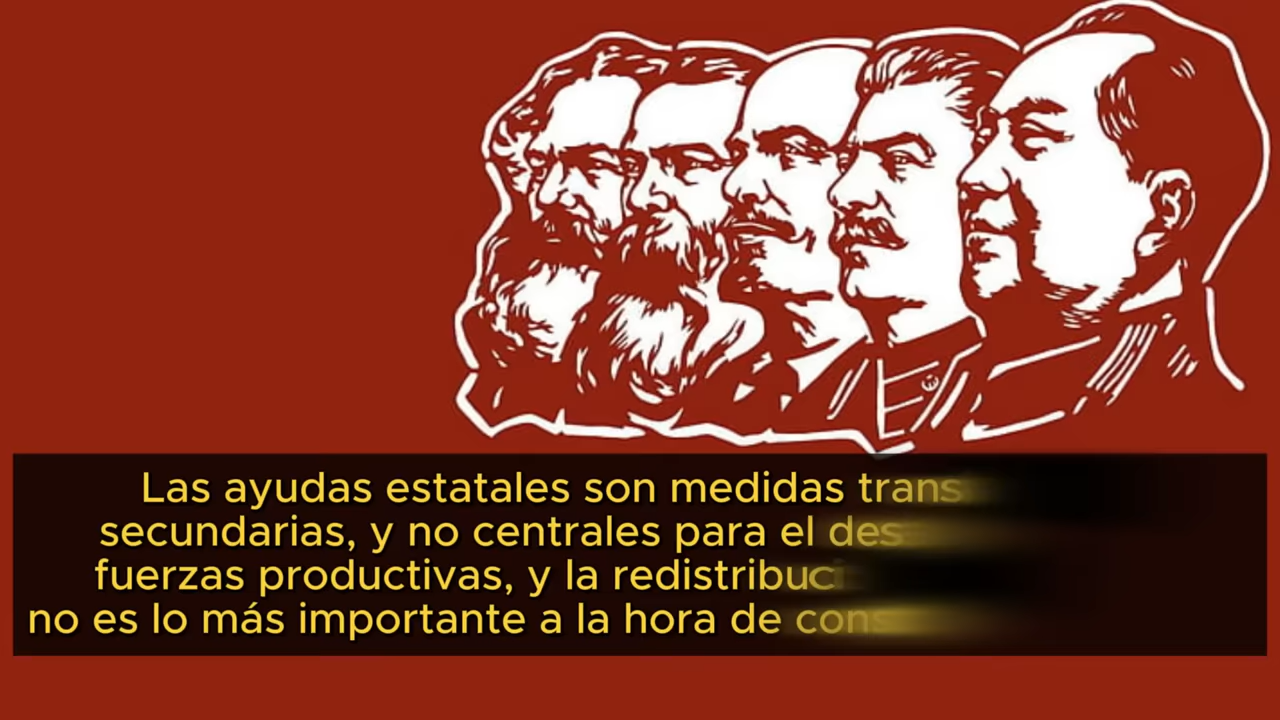 Las ayudas estatales son medidas
secundarias, y no centrales para el
fuerzas productivas, y la
no es lo más importante a la hora de